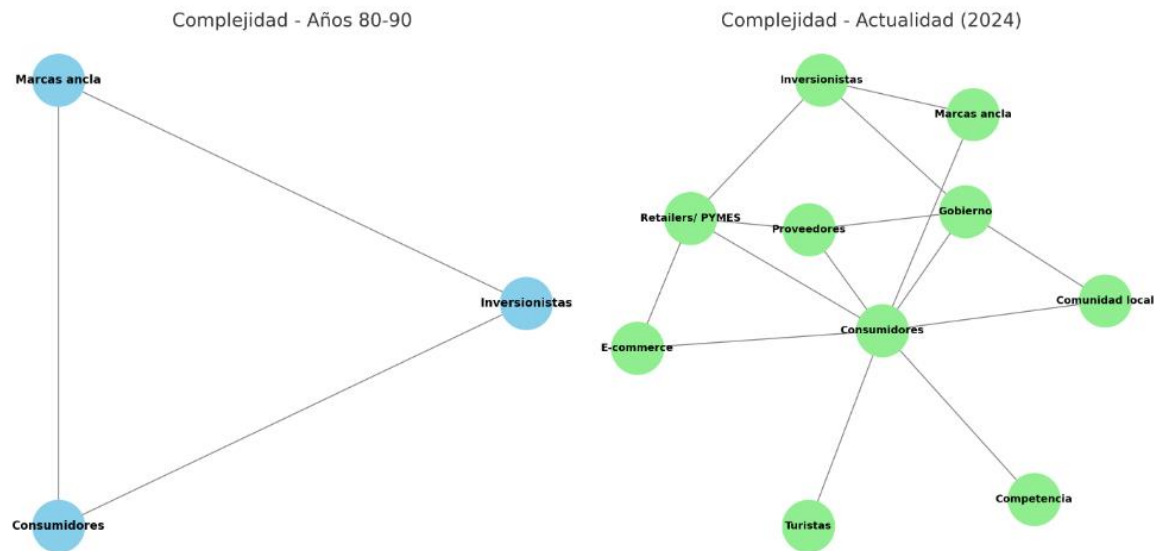 Complejidad - Años 80-90
Marcas ancla
Inversionistas
Consumidores
Complejidad - Actualidad (2024)
Inversionistas
Marcas ancla
Retailers/ PYMES
Proveedores
Gobierno
Comunidad local
Consumidores
E-commerce
Competencia
Turistas